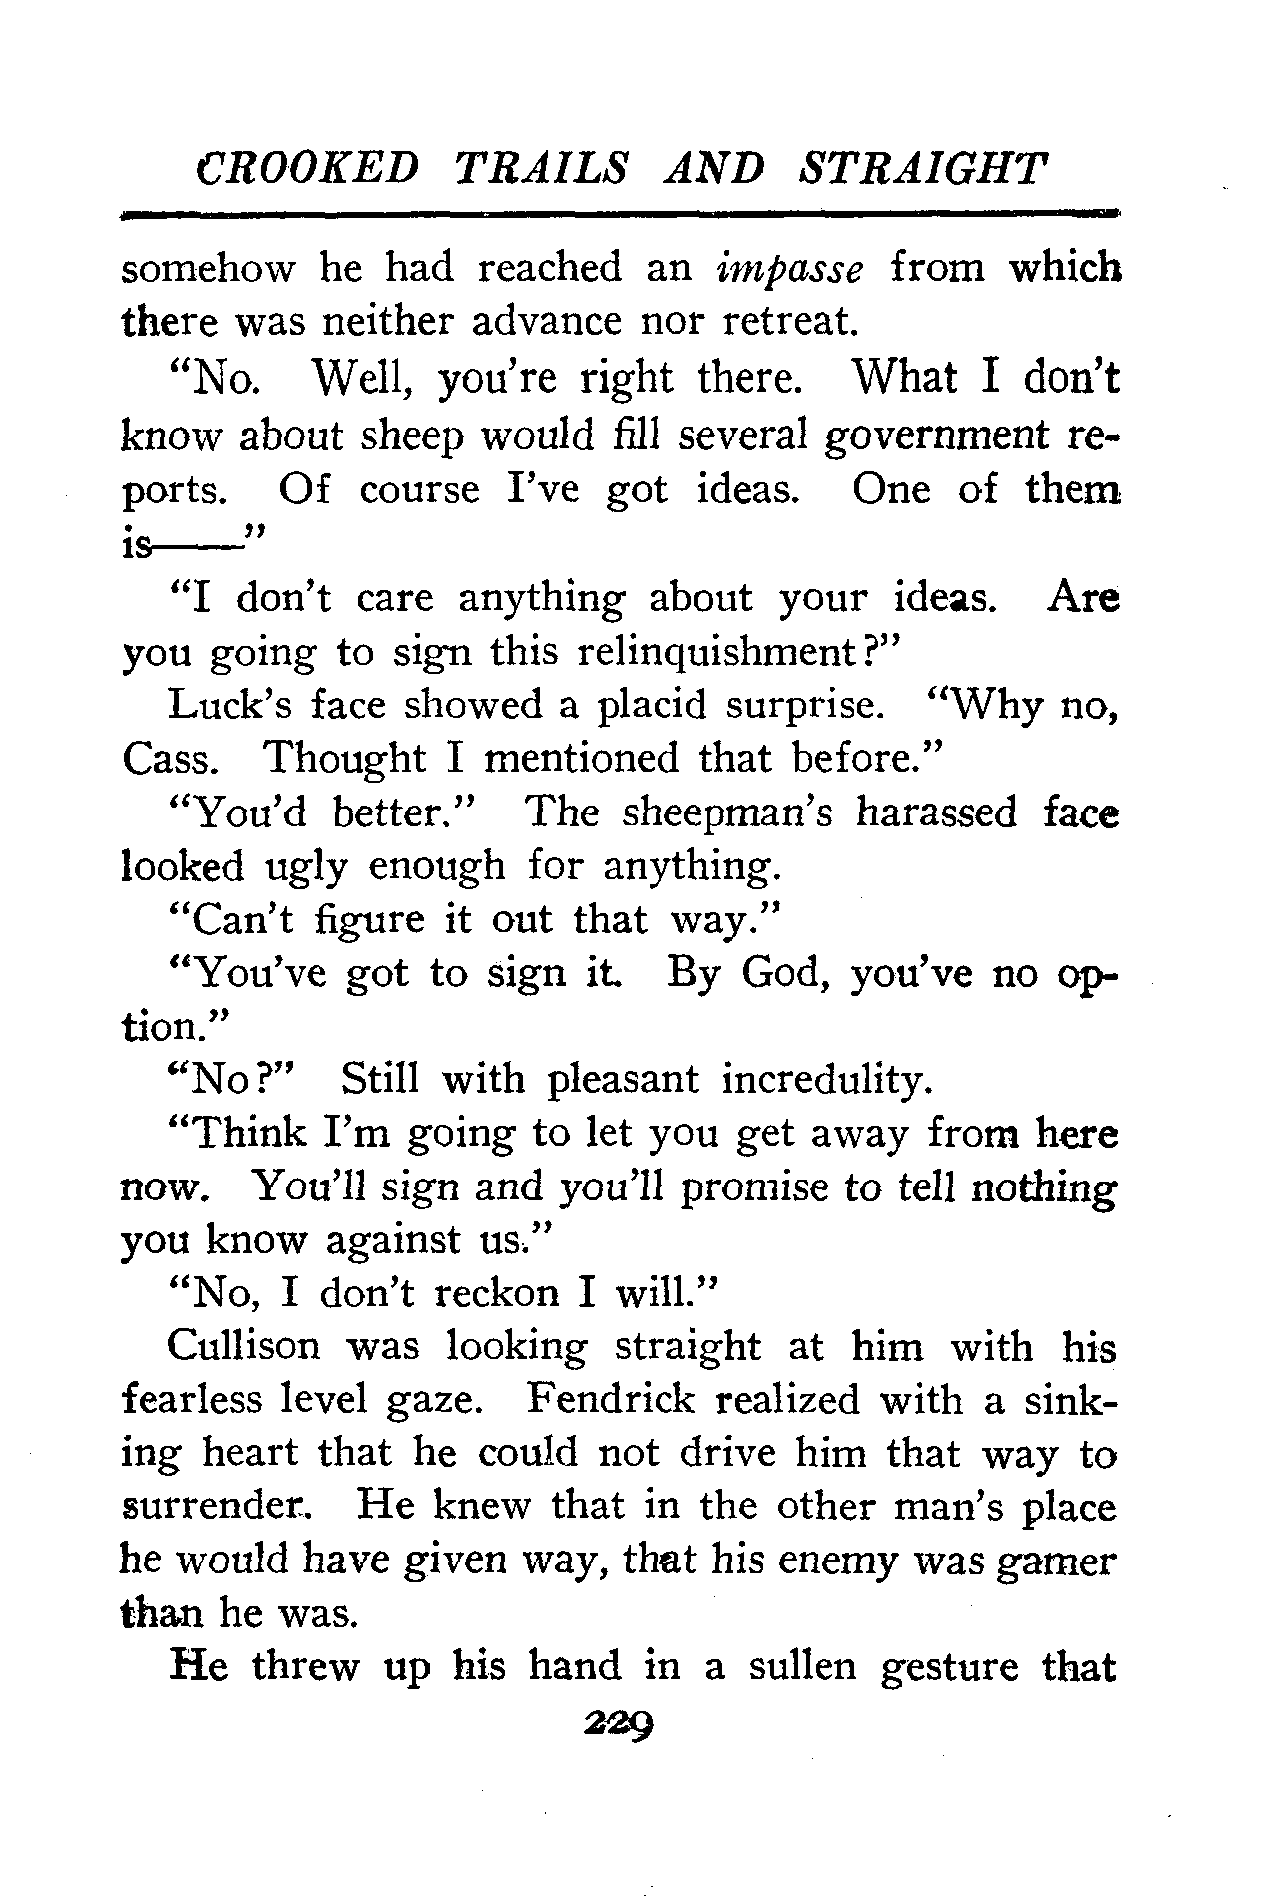 CROOKED TRAILS AND STRAIGHT
somehow he had reached an impasse from which
there was neither advance nor retreat.
“No. Well, you’re right there. What I don’t
know about sheep would fill several government re-
ports. Of course I’ve got ideas. One of them
is——”
“I don’t care anything about your ideas. Are
you going to sign this relinquishment?”
Luck’s face showed a placid surprise. “Why no,
Cass. Thought I mentioned that before.”
“You’d better.” The sheepman’s harassed face
looked ugly enough for anything.
“Can’t figure it out that way.”
“You’ve got to sign it. By God, you’ve no op-
tion.”
“No?” Still with pleasant incredulity.
“Think I’m going to let you get away from here
now. You’ll sign and you’ll promise to tell nothing
you know against us.”
“No, I don’t reckon I will.”
Cullison was looking straight at him with his
fearless level gaze. Fendrick realized with a sink-
ing heart that he could not drive him that way to
surrender. He knew that in the other man’s place
he would have given way, that his enemy was gamer
than he was.
He threw up his hand in a sullen gesture that
229